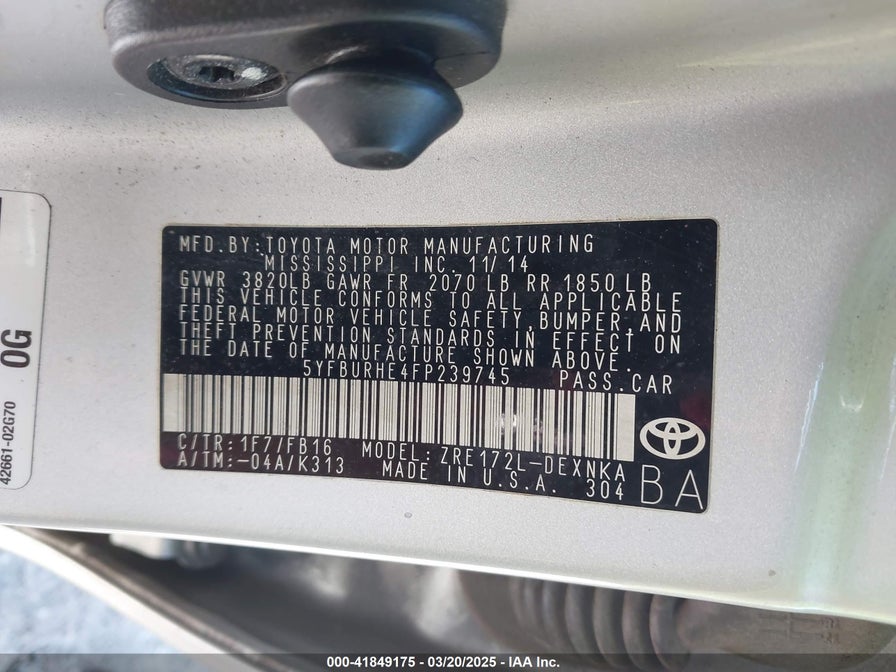 MFD. BY: TOYOTA MOTOR MANUFACTURING
MISSISSIPPI INC. 11/14
GVWR 3820LB GAWR FR 2070 LB RR 1850 LB
THIS VEHICLE CONFORMS TO ALL APPLICABLE
FEDERAL MOTOR VEHICLE SAFETY, BUMPER, AND
THEFT PREVENTION STANDARDS IN EFFECT ON
THE DATE OF MANUFACTURE SHOWN ABOVE.
5YFBURHE4FP239745 PASS. CAR
C/TR: 1F7/FB16 MODEL: ZRE172L-DEXNKA
A/TM:-04A/K313 MADE IN U.S.A. 304
BA
0G
42661-02G70
000-41849175 - 03/20/2025 - IAA Inc.